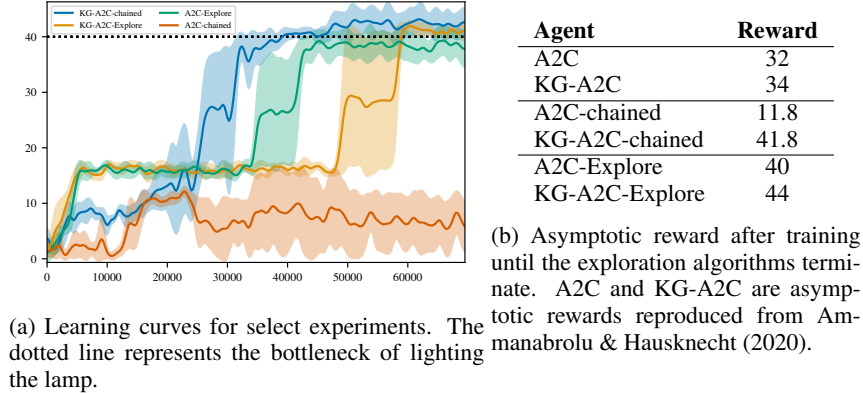 KG-A2C-chained A2C-Explore
KG-A2C-Explore A2C-chained
40
30
20
10
0
0 10000 20000 30000 40000 50000 60000
(a) Learning curves for select experiments. The
dotted line represents the bottleneck of lighting
the lamp.
Agent Reward
A2C 32
KG-A2C 34
A2C-chained 11.8
KG-A2C-chained 41.8
A2C-Explore 40
KG-A2C-Explore 44
(b) Asymptotic reward after training
until the exploration algorithms termi-
nate. A2C and KG-A2C are asymp-
totic rewards reproduced from Am-
manabrolu & Hausknecht (2020).